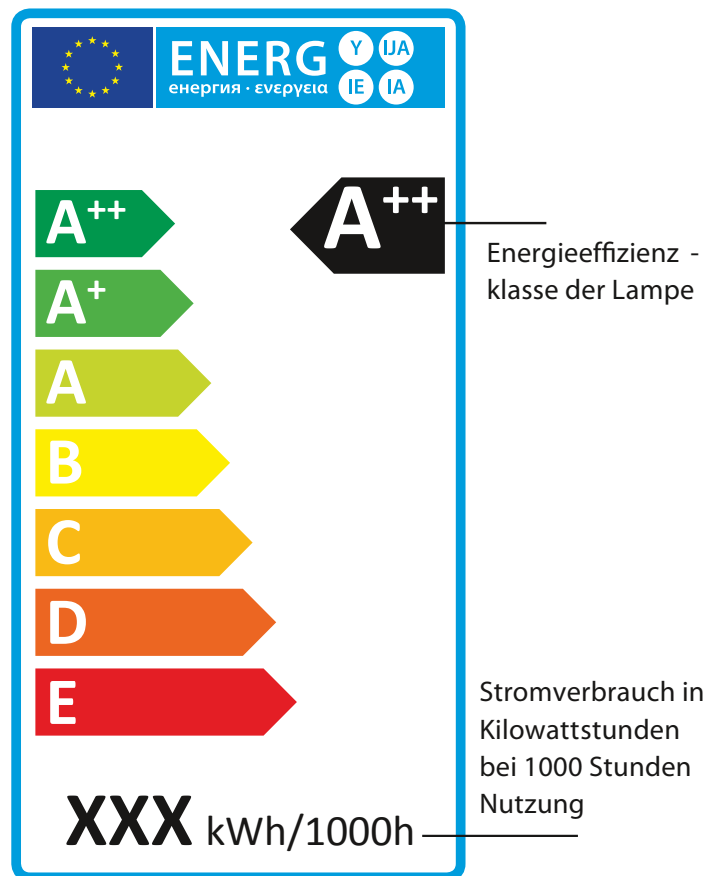 ENERG Y IJA
енергия · ενεργεια IE IA
A++ A++
Energieeffizienz -
klasse der Lampe
A+
A
B
C
D
E
Stromverbrauch in
Kilowattstunden
bei 1000 Stunden
Nutzung
XXX kWh/1000h